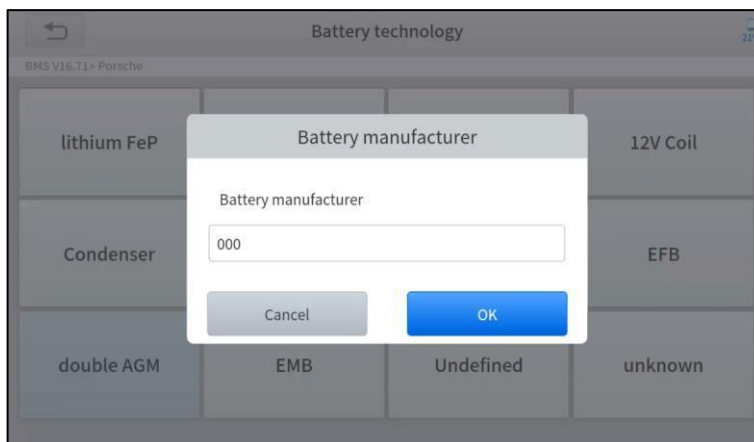 Battery technology
BMS V16.71> Porsche
lithium FeP
12V Coil
Battery manufacturer
Battery manufacturer
000
Condenser
EFB
Cancel
OK
double AGM
EMB
Undefined
unknown